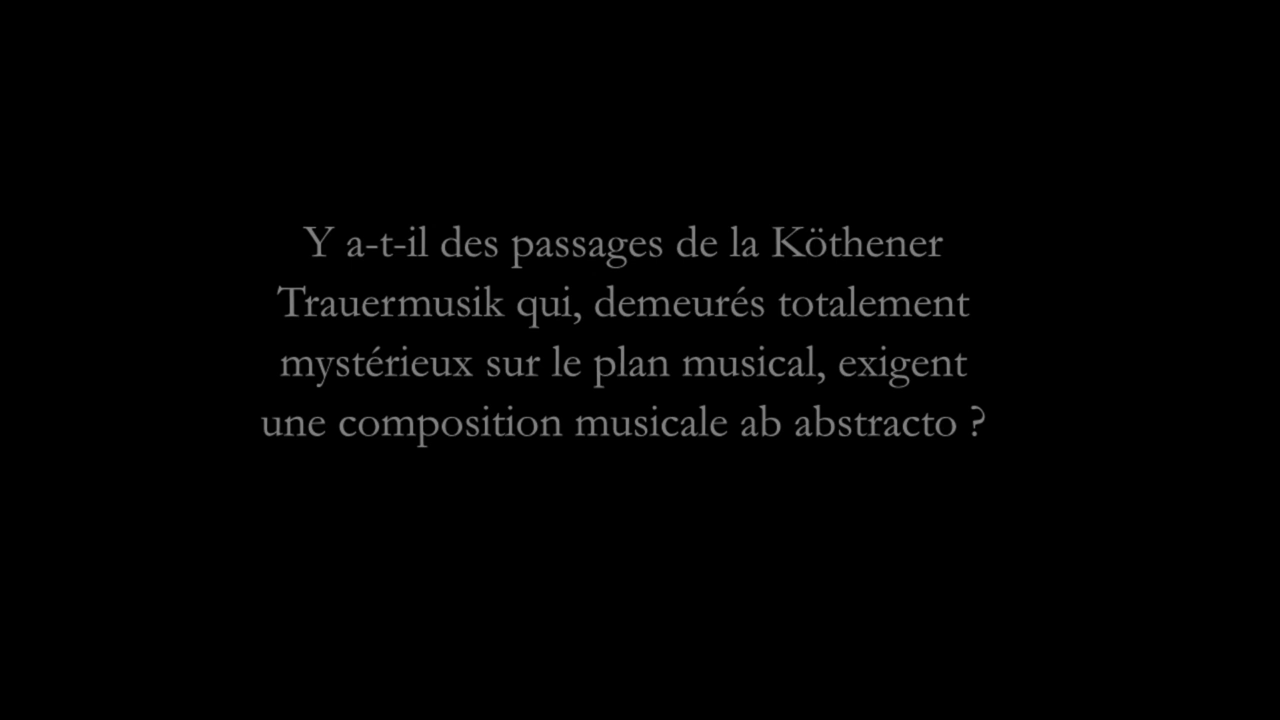 Y a-t-il des passages de la Köthener
Trauermusik qui, demeurés totalement
mystérieux sur le plan musical, exigent
une composition musicale ab abstracto ?